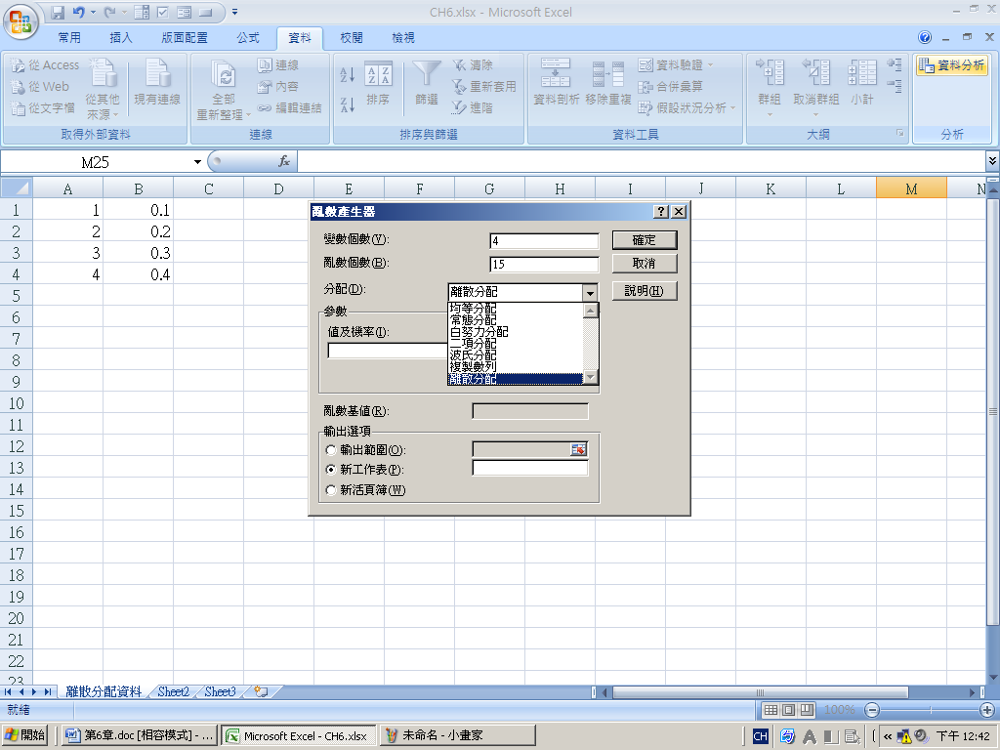 CH6.xlsx - Microsoft Excel
常用 插入 版面配置 公式 資料 校閱 檢視
從 Access
從 Web
從文字檔
從其他來源
現有連線
取得外部資料
全部重新整理
連線
內容
編輯連結
連線
排序
篩選
清除
重新套用
進階
排序與篩選
資料剖析
移除重複
資料驗證
合併彙算
假設狀況分析
資料工具
群組
取消群組
小計
大綱
資料分析
分析
M25
fx
A B C D E F G H I J K L M N
1 1 0.1
2 2 0.2
3 3 0.3
4 4 0.4
5
6
7
8
9
10
11
12
13
14
15
16
17
18
19
20
21
22
23
亂數產生器
變數個數(V): 4
亂數個數(B): 15
分配(D): 離散分配
均等分配
常態分配
白努力分配
二項分配
波氏分配
複製數列
離散分配
參數
值及機率(I):
亂數基值(R):
輸出選項
輸出範圍(O):
新工作表(P):
新活頁簿(W)
確定
取消
說明(H)
離散分配資料 Sheet2 Sheet3
就緒 100%
開始 第6章.doc [相容模式] - ... Microsoft Excel - CH6.xlsx 未命名 - 小畫家 CH 下午 12:42